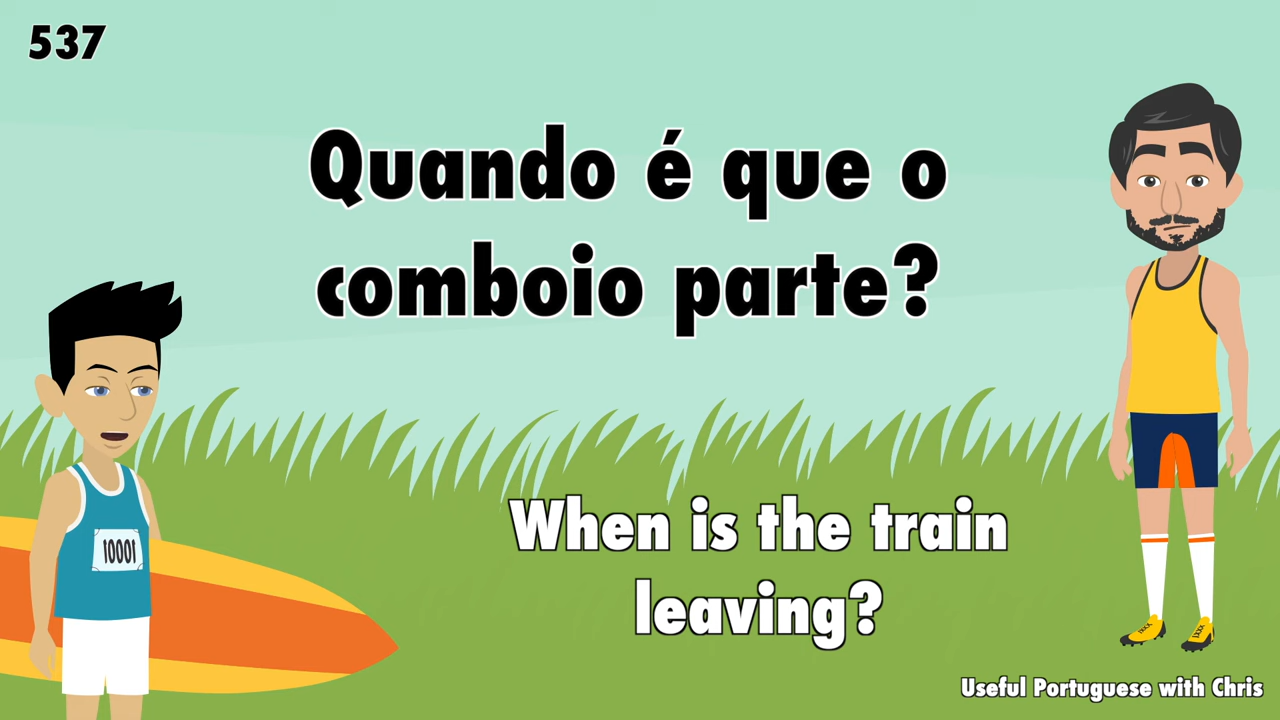 537
Quando é que o
comboio parte?
When is the train
leaving?
10001
Useful Portuguese with Chris